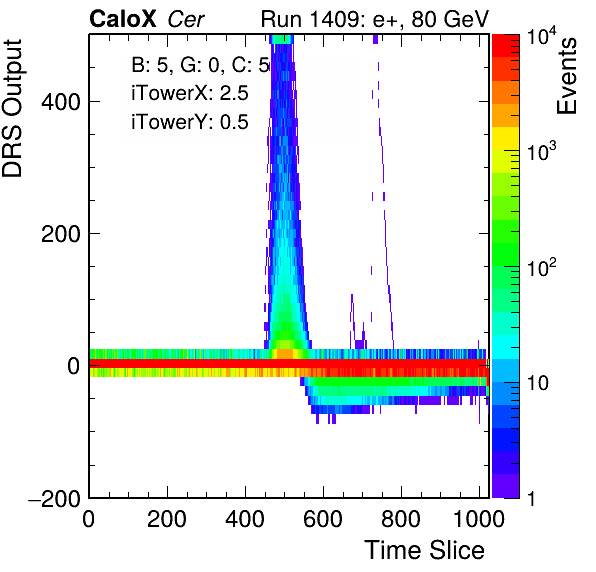 CaloX Cer Run 1409: e+, 80 GeV
DRS Output
Events
B: 5, G: 0, C: 5
iTowerX: 2.5
iTowerY: 0.5
400
200
0
−200
0 200 400 600 800 1000
Time Slice
10^4
10^3
10^2
10
1